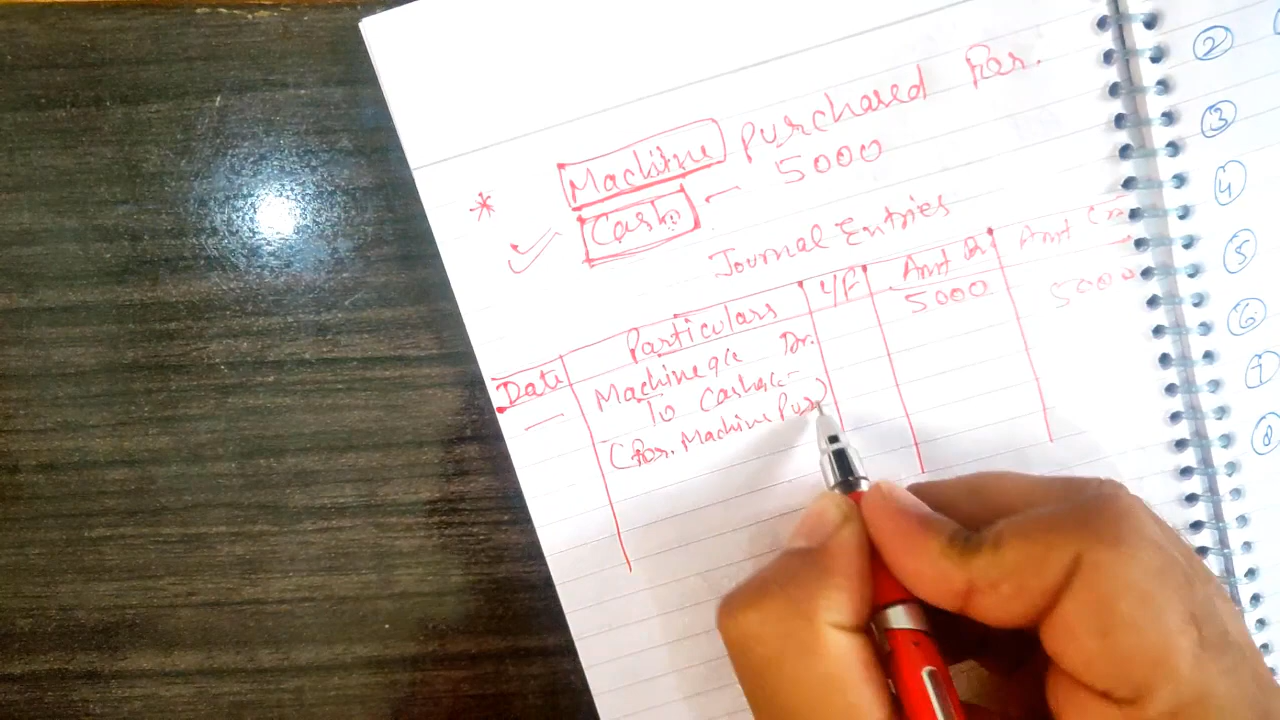 * Machine Purchased For.
✓ Cash - 5000
Journal Entries
Date Particulars L/F Amt Dr. Amt Cr
Machine a/c Dr. 5000 5000
To Cash a/c -
(for. Machine Pur)
2
3
4
5
6
7
8